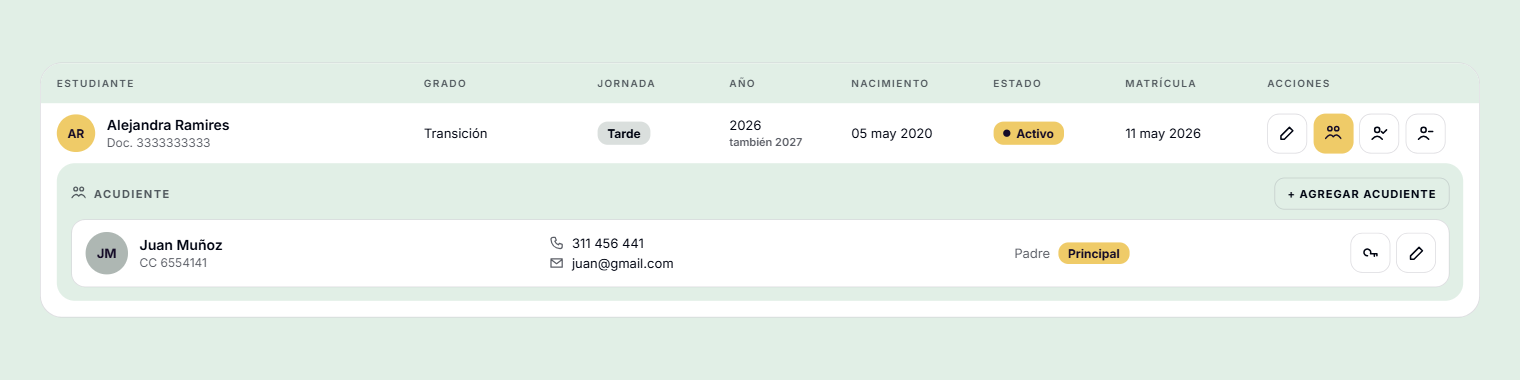 ESTUDIANTE GRADO JORNADA AÑO NACIMIENTO ESTADO MATRÍCULA ACCIONES
AR Alejandra Ramires Transición Tarde 2026 05 may 2020 Activo 11 may 2026
Doc. 3333333333 también 2027
ACUDIENTE + AGREGAR ACUDIENTE
JM Juan Muñoz 311 456 441 Padre Principal
CC 6554141 juan@gmail.com